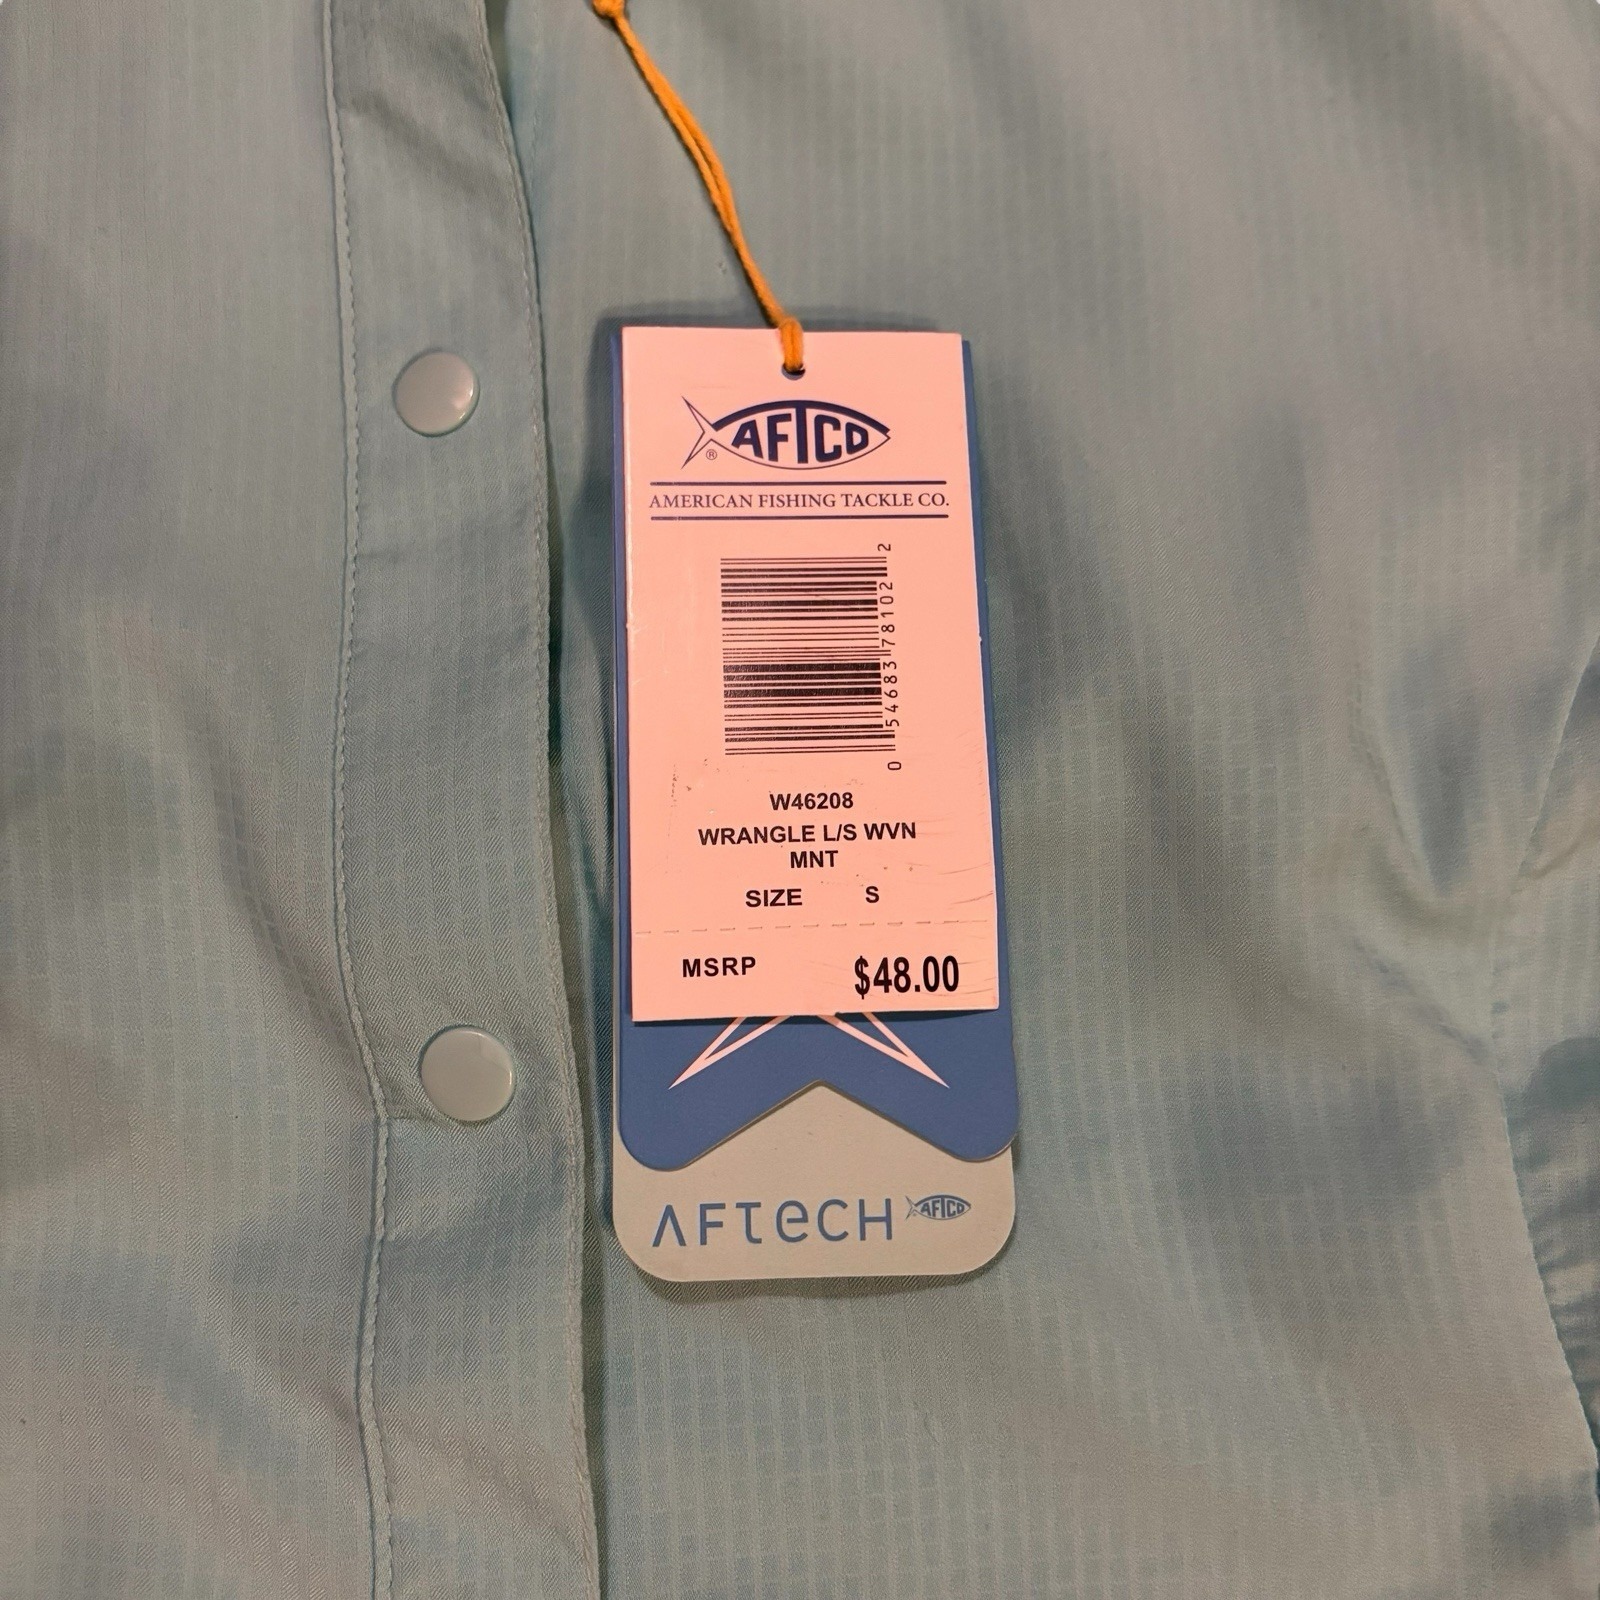 AFTCO
®
AMERICAN FISHING TACKLE CO.
0 54683 78102 2
W46208
WRANGLE L/S WVN
MNT
SIZE S
MSRP $48.00
AFTECH AFTCO